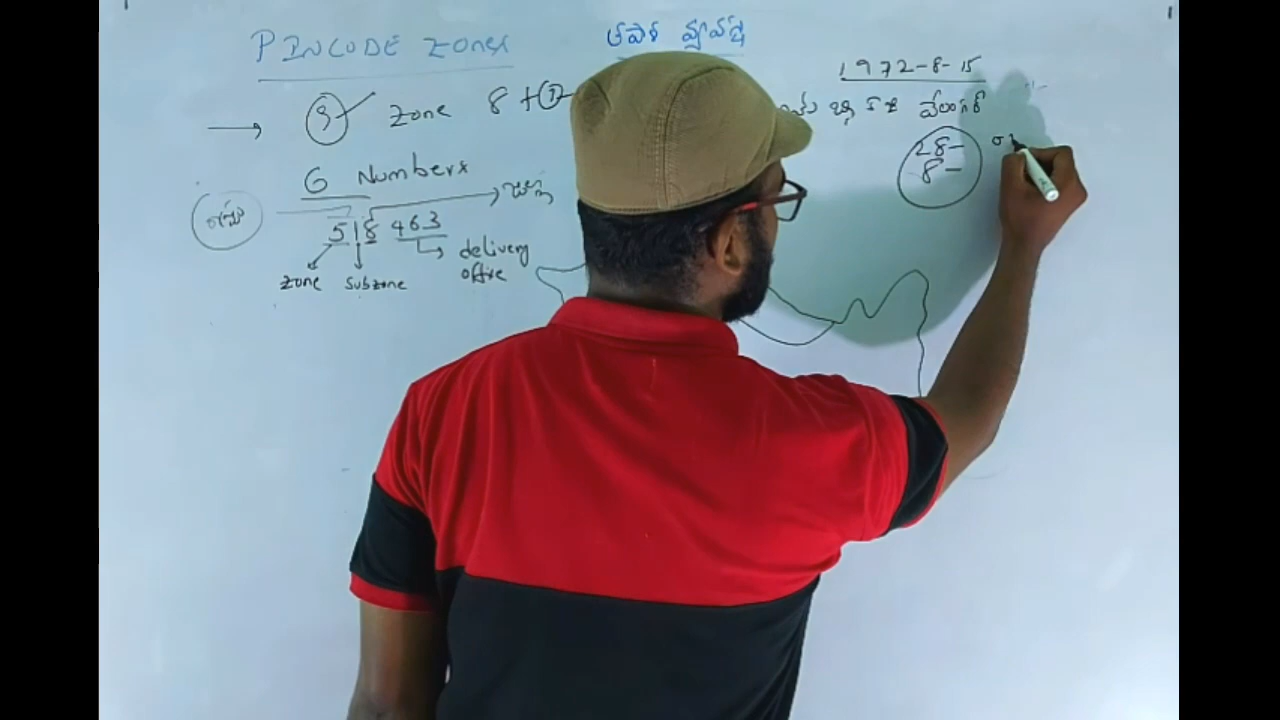 PINCODE Zones
తపాల వ్యవస్థ
1972-8-15
→ 9 zone 8+1
6 Numbers
28-
8-
518 463
delivery
office
zone subzone